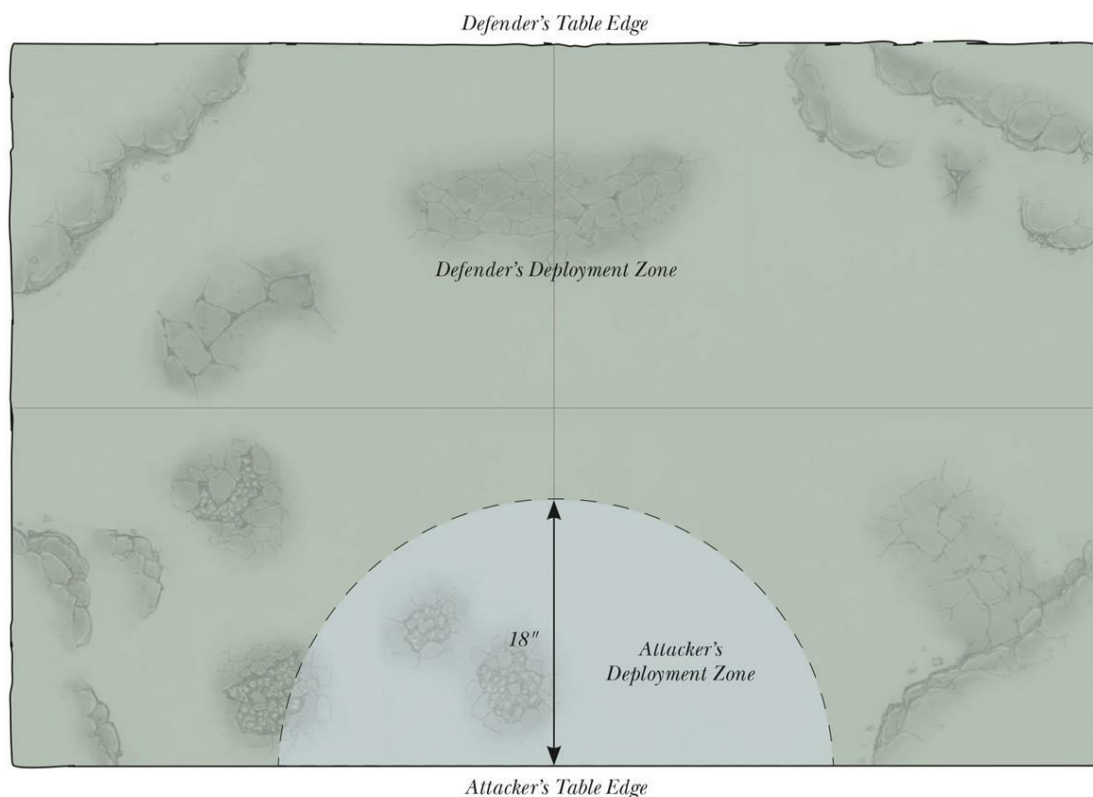 Defender's Table Edge
Defender's Deployment Zone
18"
Attacker's
Deployment Zone
Attacker's Table Edge